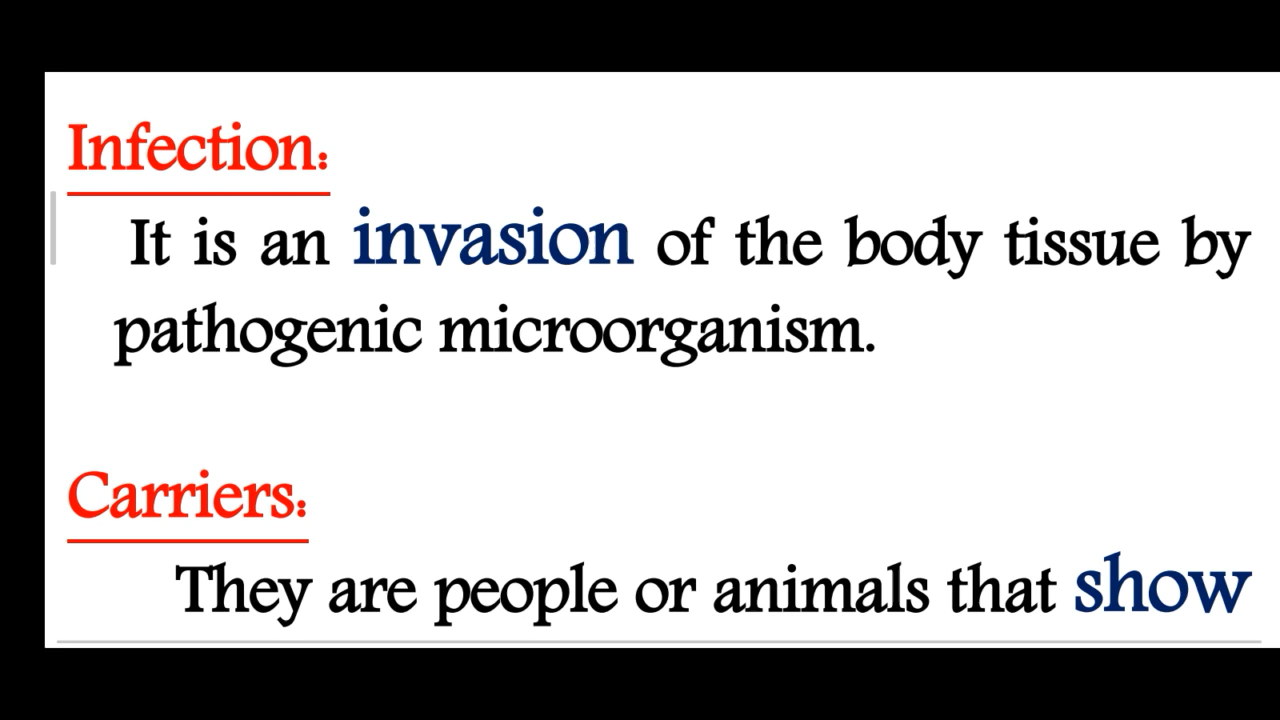 Infection:
It is an invasion of the body tissue by
pathogenic microorganism.
Carriers:
They are people or animals that show